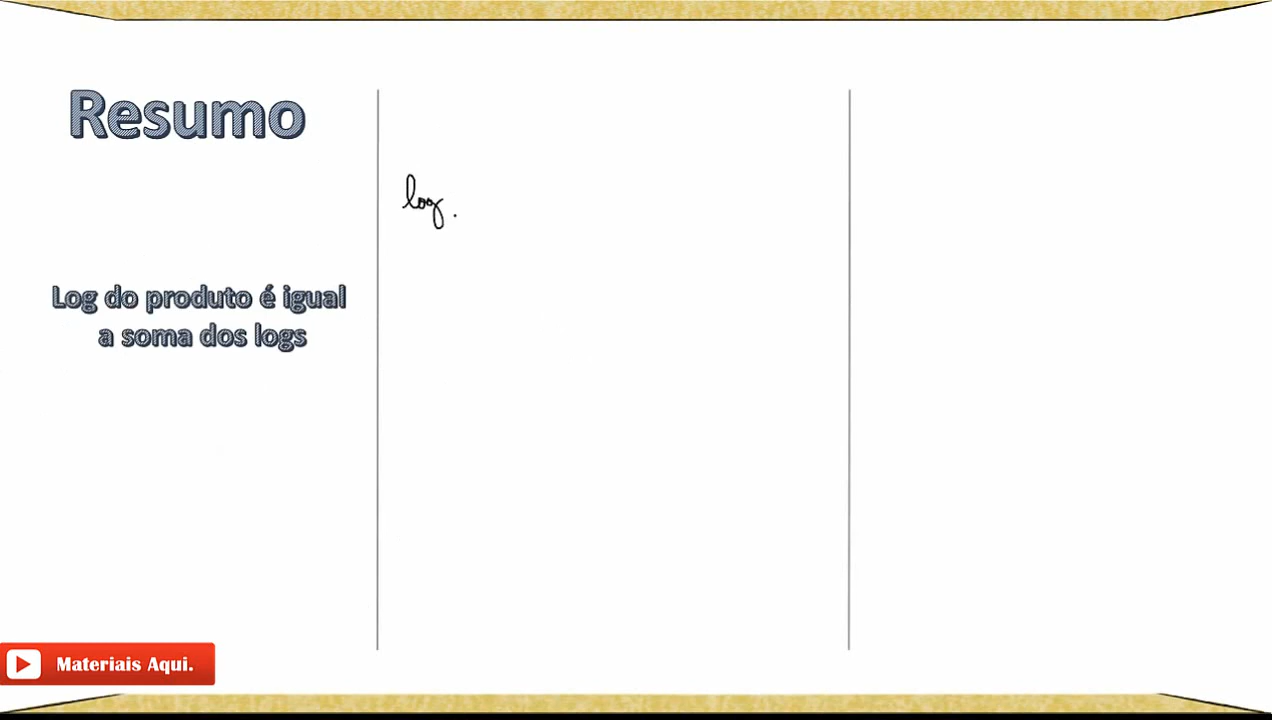 Resumo
Log do produto é igual
a soma dos logs
log .
Materiais Aqui.